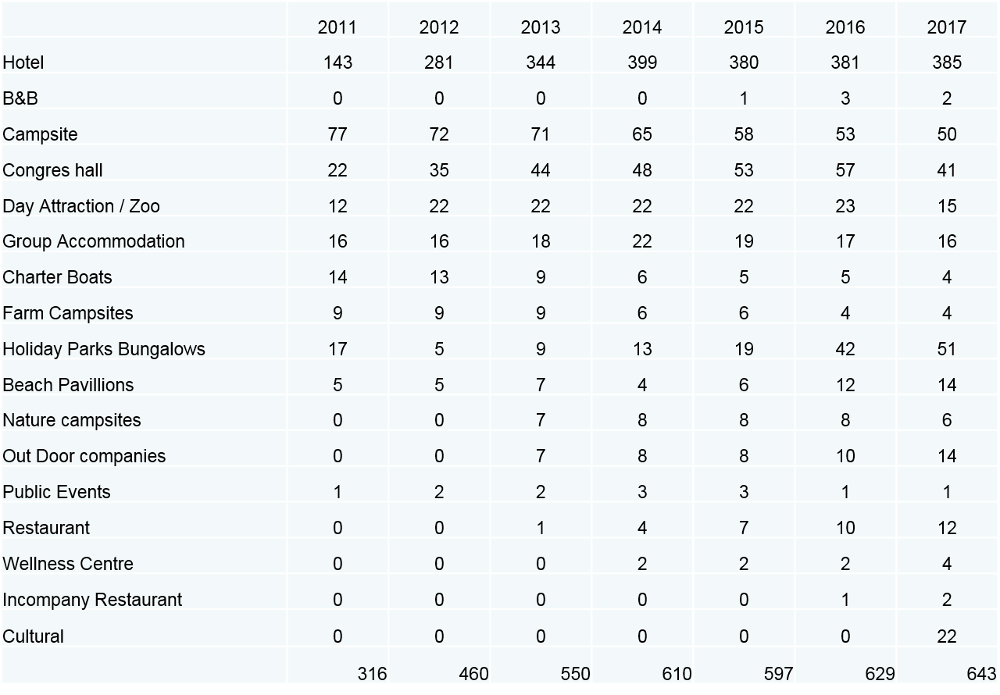 2011 2012 2013 2014 2015 2016 2017
Hotel 143 281 344 399 380 381 385
B&B 0 0 0 0 1 3 2
Campsite 77 72 71 65 58 53 50
Congres hall 22 35 44 48 53 57 41
Day Attraction / Zoo 12 22 22 22 22 23 15
Group Accommodation 16 16 18 22 19 17 16
Charter Boats 14 13 9 6 5 5 4
Farm Campsites 9 9 9 6 6 4 4
Holiday Parks Bungalows 17 5 9 13 19 42 51
Beach Pavillions 5 5 7 4 6 12 14
Nature campsites 0 0 7 8 8 8 6
Out Door companies 0 0 7 8 8 10 14
Public Events 1 2 2 3 3 1 1
Restaurant 0 0 1 4 7 10 12
Wellness Centre 0 0 0 2 2 2 4
Incompany Restaurant 0 0 0 0 0 1 2
Cultural 0 0 0 0 0 0 22
316 460 550 610 597 629 643